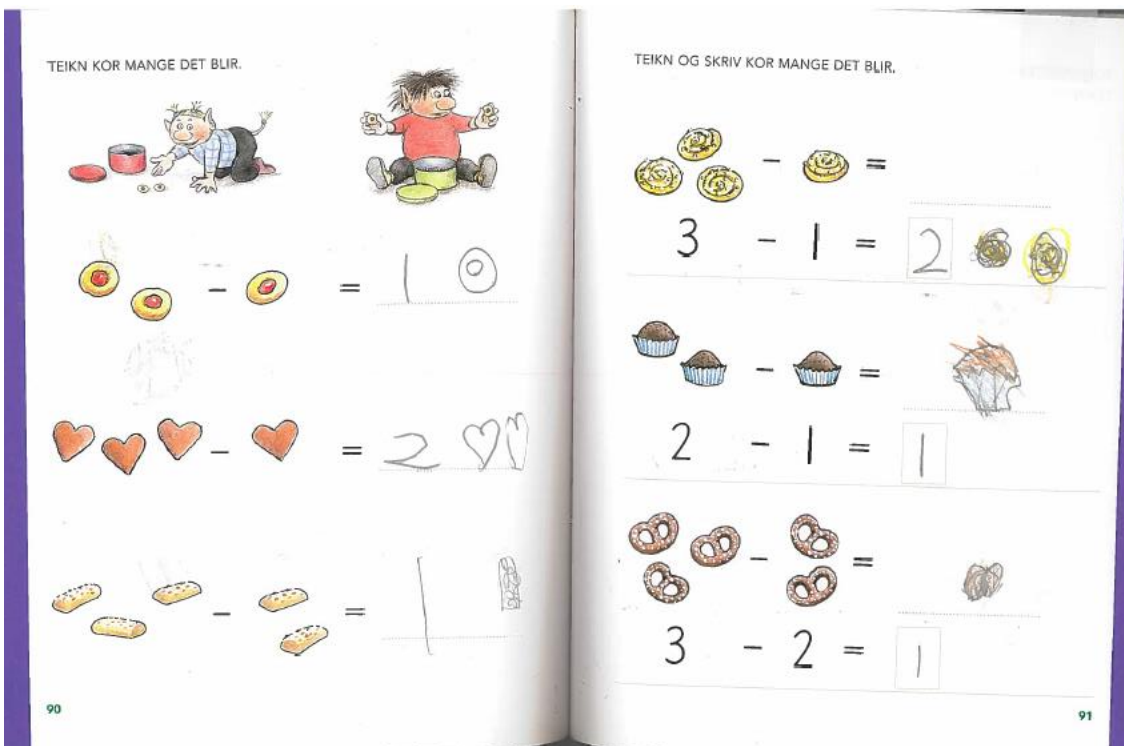 TEIKN KOR MANGE DET BLIR.
- = 1
- = 2
- = 1
90
TEIKN OG SKRIV KOR MANGE DET BLIR.
- =
3 - 1 = 2
- =
2 - 1 = 1
- =
3 - 2 = 1
91